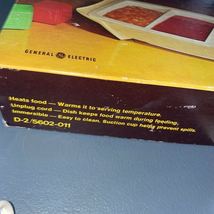 GENERAL ELECTRIC
Heats food — Warms it to serving temperature.
Unplug cord — Dish keeps food warm during feeding.
Immersible — Easy to clean. Suction cup helps prevent spills.
D-2/5602-011